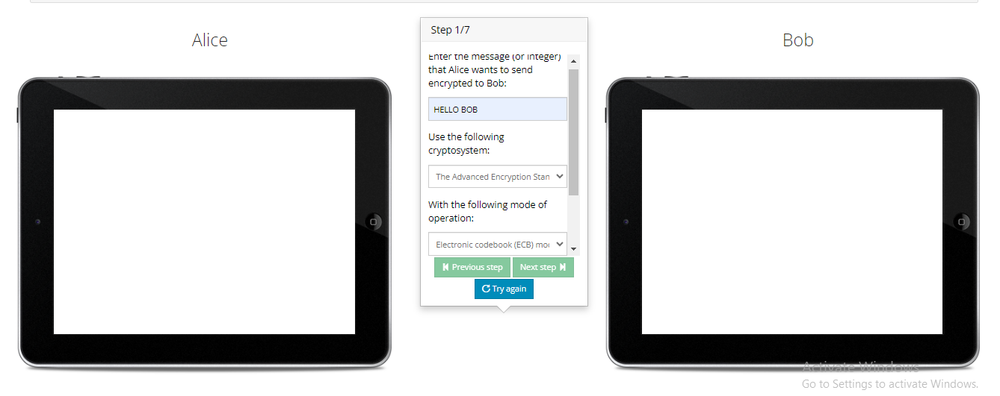 Alice
Step 1/7
Enter the message (or integer)
that Alice wants to send
encrypted to Bob:
HELLO BOB
Use the following
cryptosystem:
The Advanced Encryption Stan
With the following mode of
operation:
Electronic codebook (ECB) mo
Previous step
Next step
Try again
Bob
Activate Windows
Go to Settings to activate Windows.